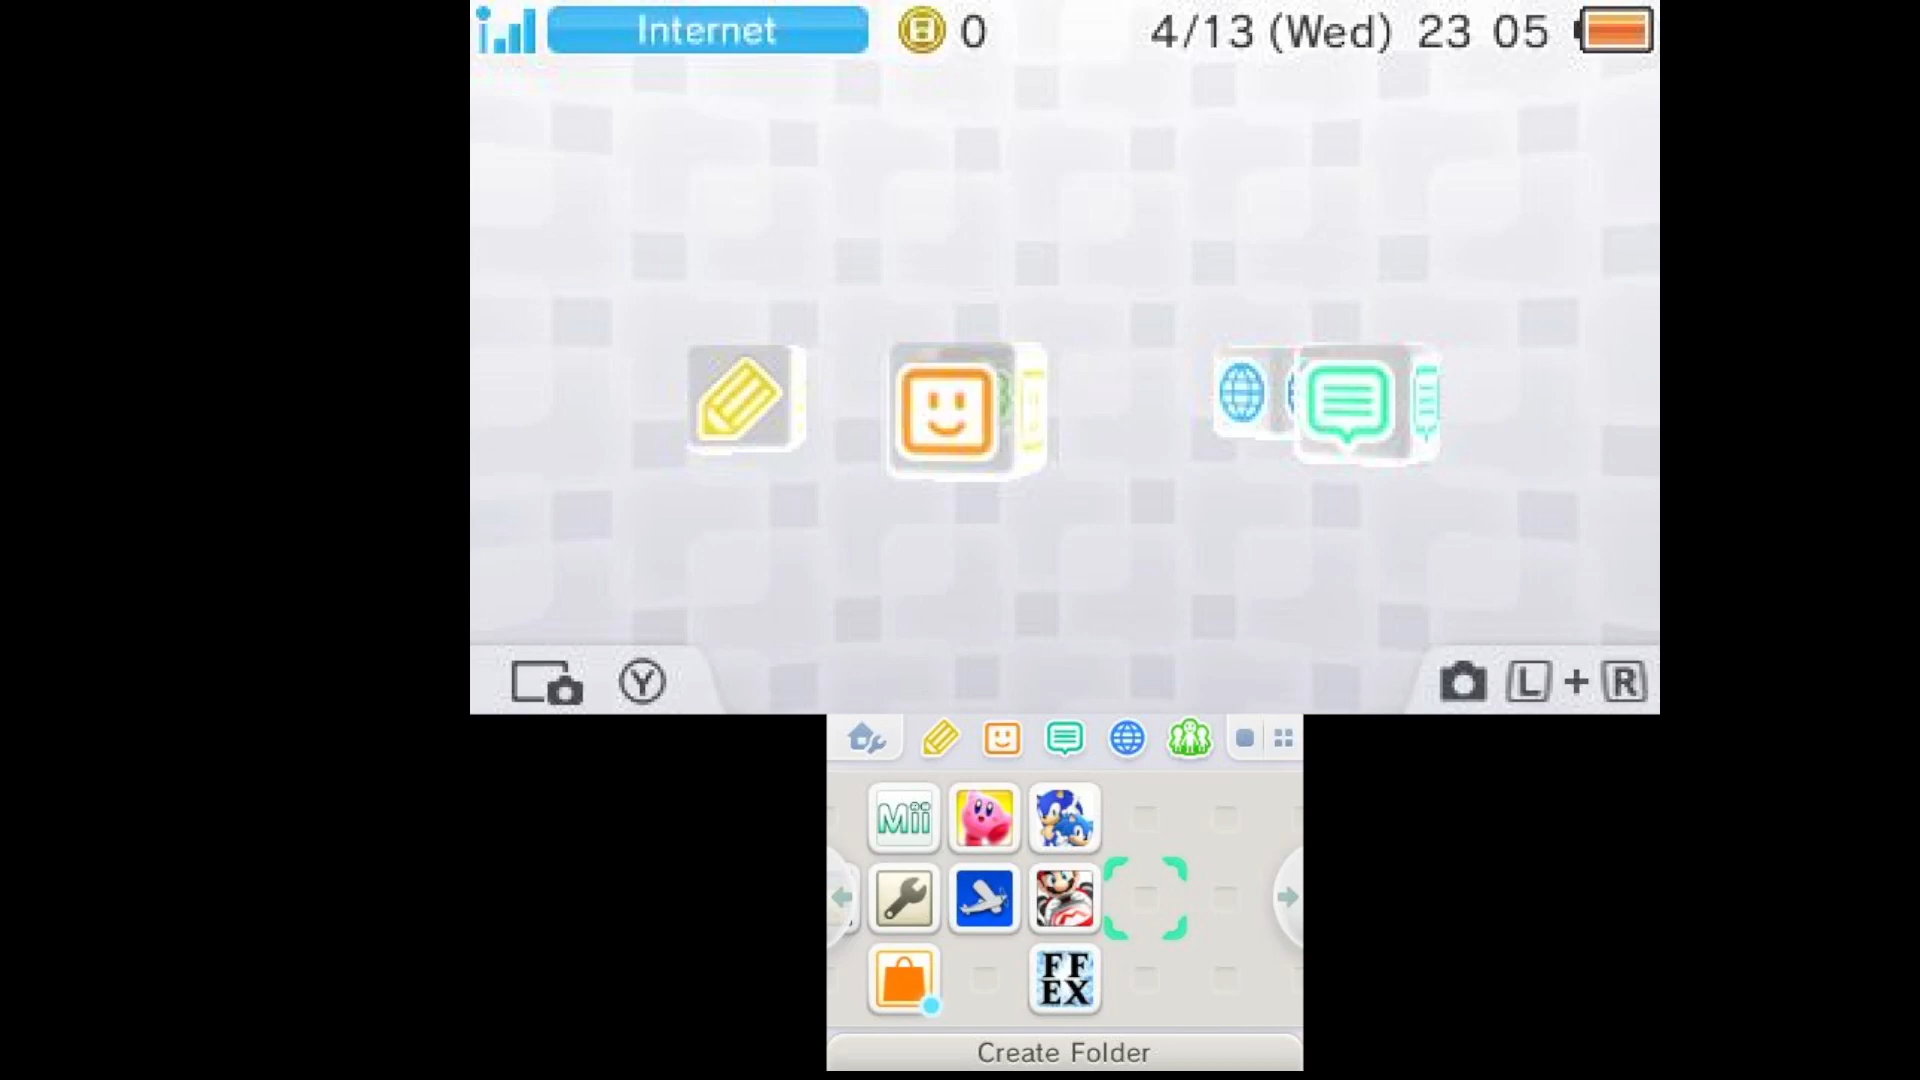 Internet
0
4/13 (Wed) 23 05
Y
L + R
Mii
FF
EX
Create Folder